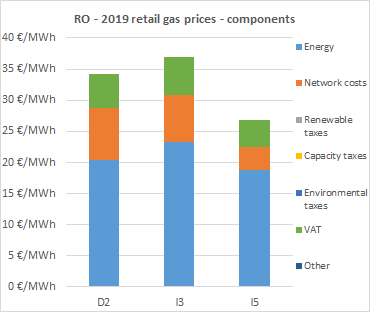 RO - 2019 retail gas prices - components
40 €/MWh
35 €/MWh
30 €/MWh
25 €/MWh
20 €/MWh
15 €/MWh
10 €/MWh
5 €/MWh
0 €/MWh
D2
I3
I5
Energy
Network costs
Renewable
taxes
Capacity taxes
Environmental
taxes
VAT
Other